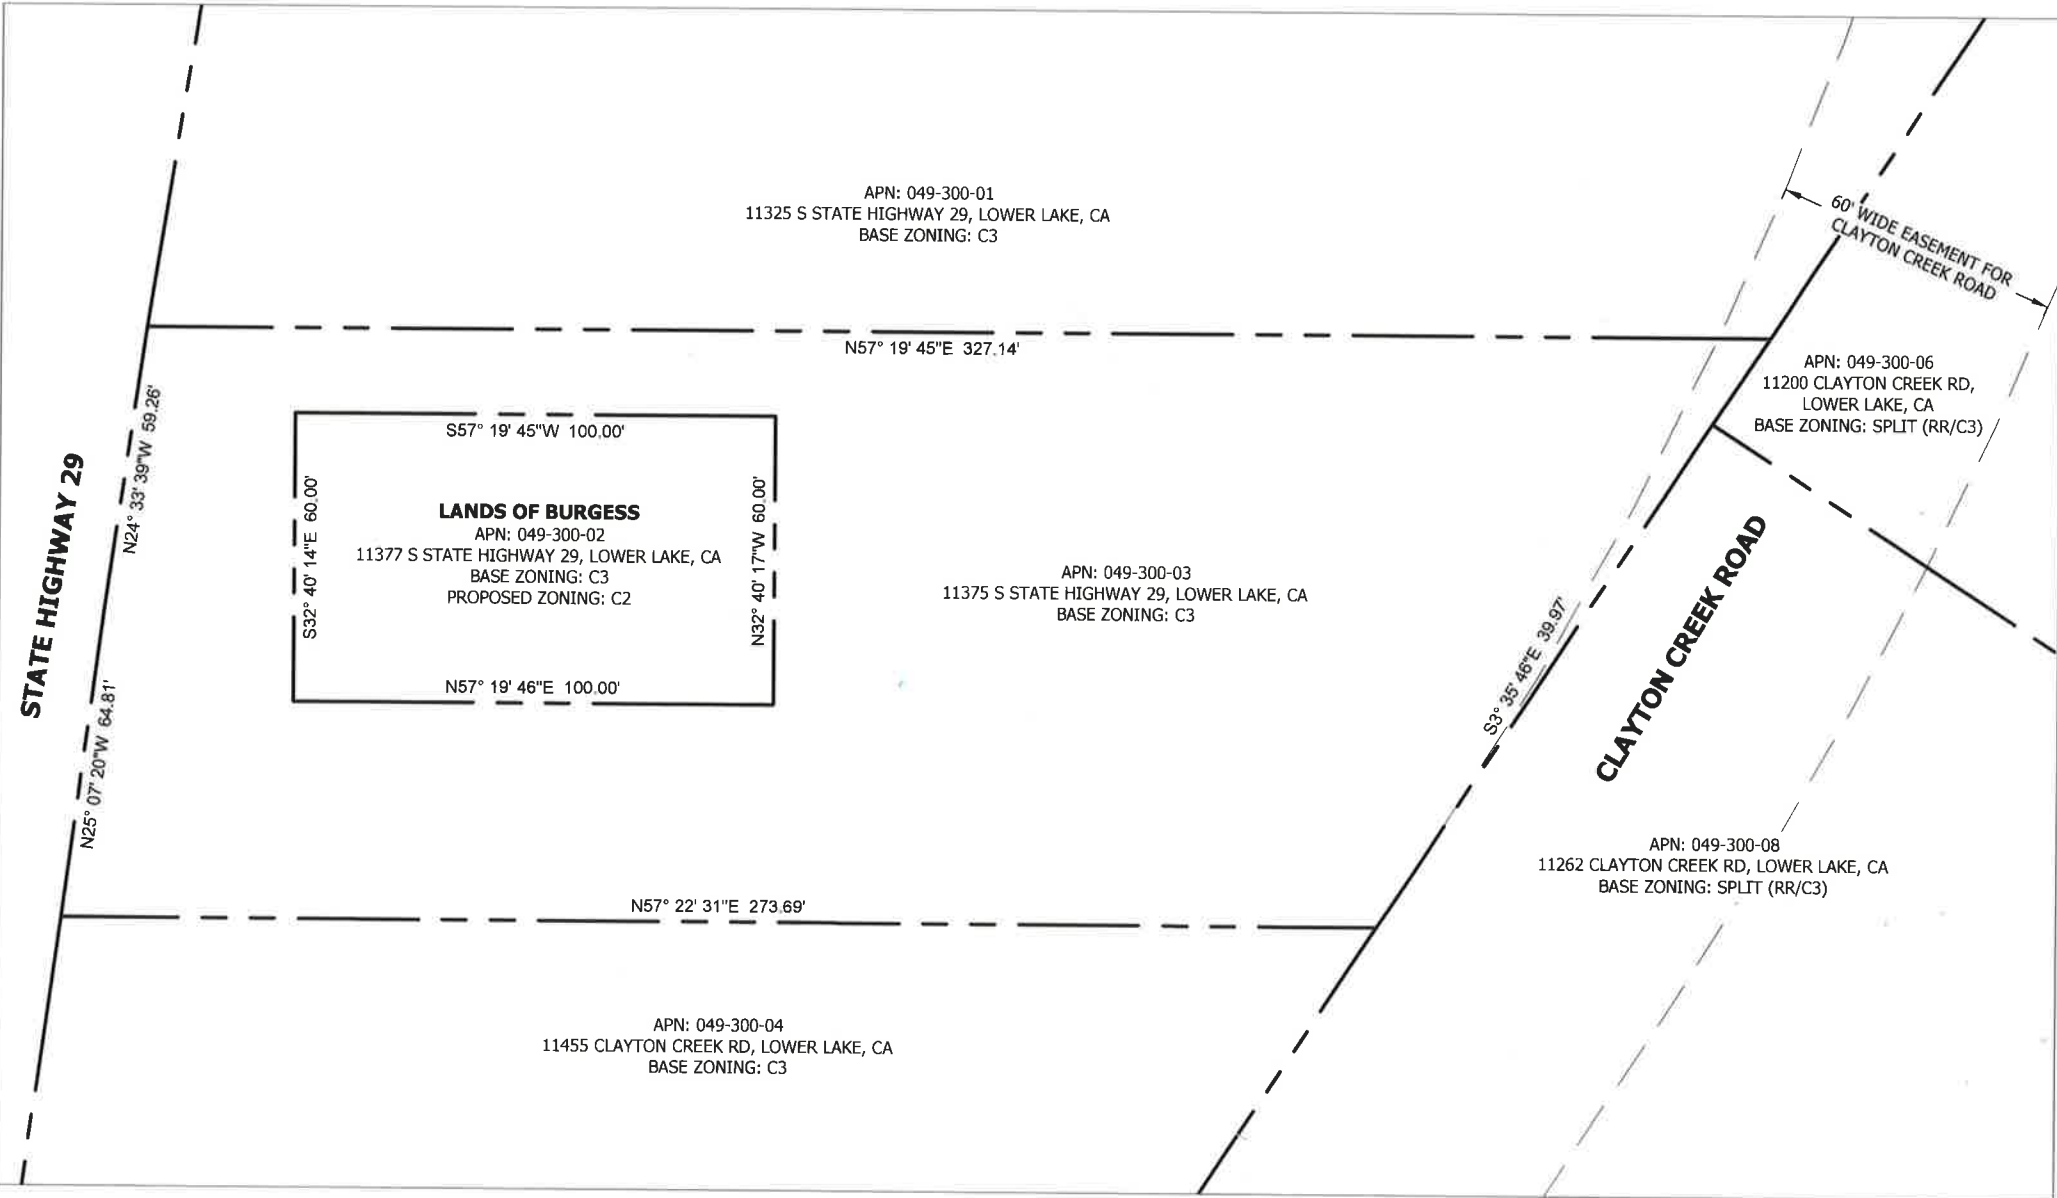 APN: 049-300-01
11325 S STATE HIGHWAY 29, LOWER LAKE, CA
BASE ZONING: C3
60' WIDE EASEMENT FOR
CLAYTON CREEK ROAD
N57° 19' 45"E 327.14'
APN: 049-300-06
11200 CLAYTON CREEK RD,
LOWER LAKE, CA
BASE ZONING: SPLIT (RR/C3)
STATE HIGHWAY 29
N24° 33' 39"W 59.26'
N25° 07' 20"W 64.81'
S57° 19' 45"W 100.00'
S32° 40' 14"E 60.00'
LANDS OF BURGESS
APN: 049-300-02
11377 S STATE HIGHWAY 29, LOWER LAKE, CA
BASE ZONING: C3
PROPOSED ZONING: C2
N32° 40' 17"W 60.00'
N57° 19' 46"E 100.00'
APN: 049-300-03
11375 S STATE HIGHWAY 29, LOWER LAKE, CA
BASE ZONING: C3
S3° 35' 46"E 39.97'
CLAYTON CREEK ROAD
APN: 049-300-08
11262 CLAYTON CREEK RD, LOWER LAKE, CA
BASE ZONING: SPLIT (RR/C3)
N57° 22' 31"E 273.69'
APN: 049-300-04
11455 CLAYTON CREEK RD, LOWER LAKE, CA
BASE ZONING: C3